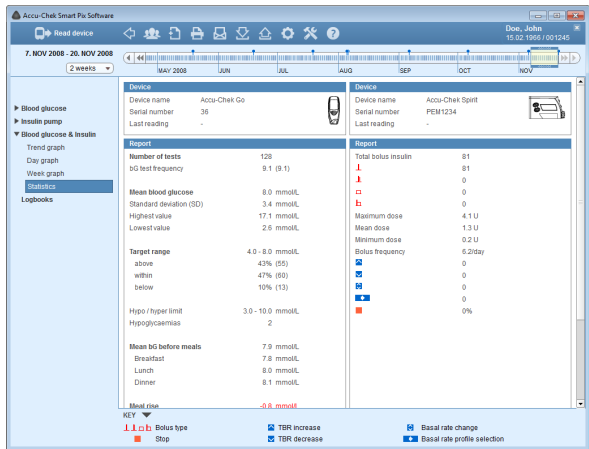 Accu-Chek Smart Pix Software
Read device
Doe, John
15.02.1966 / 001245
7. NOV 2008 - 20. NOV 2008
2 weeks
MAY 2008 JUN JUL AUG SEP OCT NOV
Blood glucose
Insulin pump
Blood glucose & Insulin
Trend graph
Day graph
Week graph
Statistics
Logbooks
Device
Device name Accu-Chek Go
Serial number 36
Last reading -
Report
Number of tests 128
bG test frequency 9.1 (9.1)
Mean blood glucose 8.0 mmol/L
Standard deviation (SD) 3.4 mmol/L
Highest value 17.1 mmol/L
Lowest value 2.6 mmol/L
Target range 4.0 - 8.0 mmol/L
above 43% (55)
within 47% (60)
below 10% (13)
Hypo / hyper limit 3.0 - 10.0 mmol/L
Hypoglycaemias 2
Mean bG before meals 7.9 mmol/L
Breakfast 7.8 mmol/L
Lunch 8.0 mmol/L
Dinner 8.1 mmol/L
Meal rise -0.8 mmol/L
Device
Device name Accu-Chek Spirit
Serial number PEM1234
Last reading -
Report
Total bolus insulin 81
81
0
0
0
Maximum dose 4.1 U
Mean dose 1.3 U
Minimum dose 0.2 U
Bolus frequency 6.2/day
0
0
0
0
0%
KEY
Bolus type
TBR increase
Basal rate change
Stop
TBR decrease
Basal rate profile selection